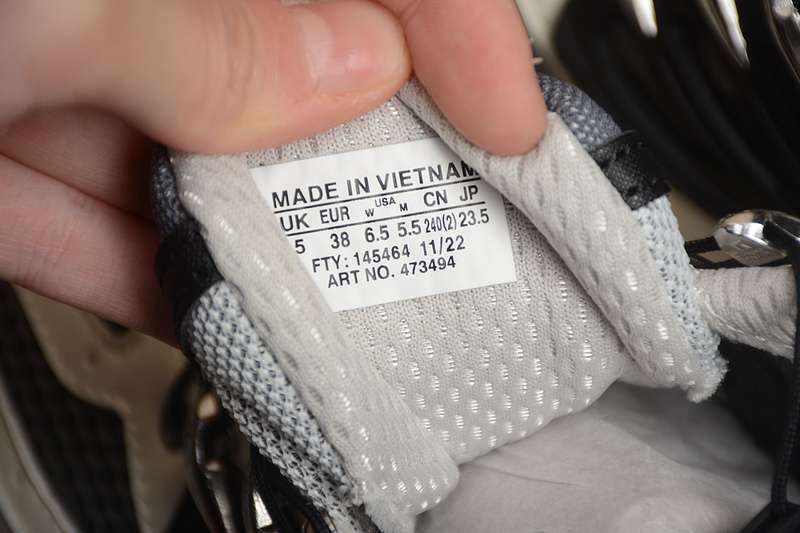 MADE IN VIETNAM
UK EUR W USA M CN JP
5 38 6.5 5.5 240(2) 23.5
FTY: 145464 11/22
ART NO. 473494